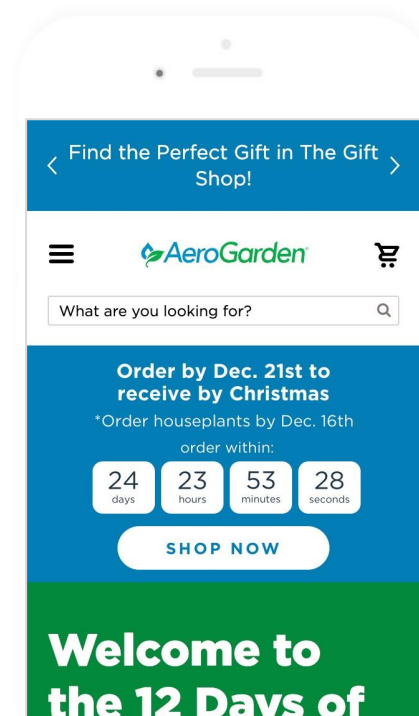 Find the Perfect Gift in The Gift
Shop!
AeroGarden
What are you looking for?
Order by Dec. 21st to
receive by Christmas
*Order houseplants by Dec. 16th
order within:
24 23 53 28
days hours minutes seconds
SHOP NOW
Welcome to
the 12 Days of